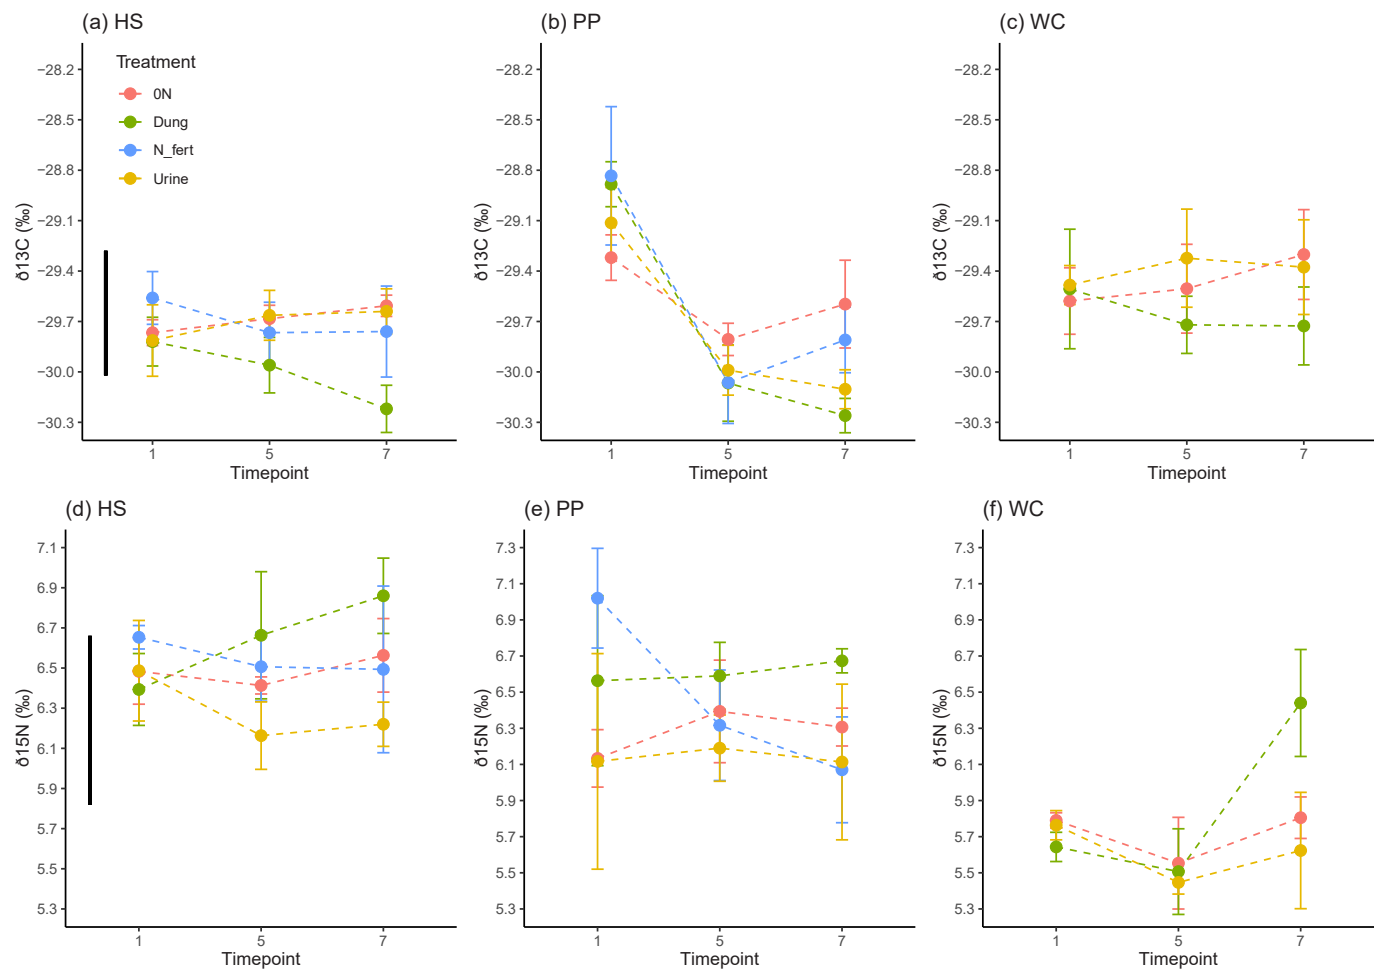 (a) HS
Treatment
0N
Dung
N_fert
Urine
−28.2
−28.5
−28.8
−29.1
−29.4
−29.7
−30.0
−30.3
ð13C (‰)
1 5 7
Timepoint
(b) PP
−28.2
−28.5
−28.8
−29.1
−29.4
−29.7
−30.0
−30.3
ð13C (‰)
1 5 7
Timepoint
(c) WC
−28.2
−28.5
−28.8
−29.1
−29.4
−29.7
−30.0
−30.3
ð13C (‰)
1 5 7
Timepoint
(d) HS
7.1
6.9
6.7
6.5
6.3
6.1
5.9
5.7
5.5
5.3
ð15N (‰)
1 5 7
Timepoint
(e) PP
7.3
7.1
6.9
6.7
6.5
6.3
6.1
5.9
5.7
5.5
5.3
ð15N (‰)
1 5 7
Timepoint
(f) WC
7.3
7.1
6.9
6.7
6.5
6.3
6.1
5.9
5.7
5.5
5.3
ð15N (‰)
1 5 7
Timepoint